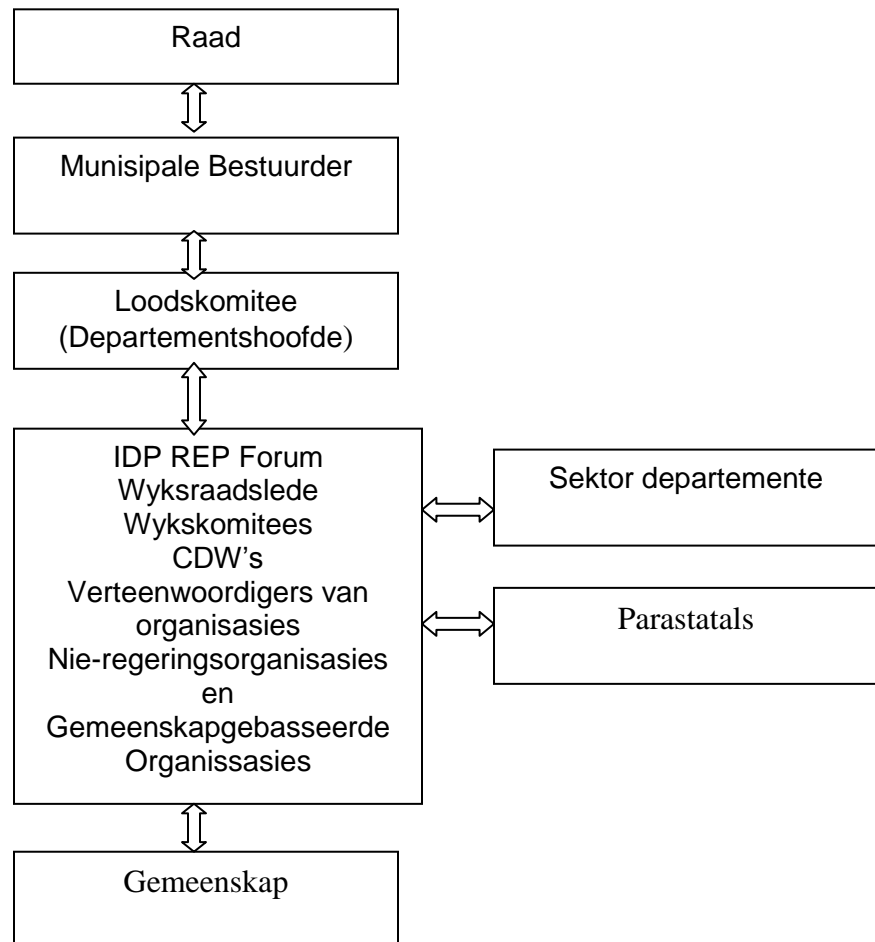 Raad
Munisipale Bestuurder
Loodskomitee
(Departementshoofde)
IDP REP Forum
Wyksraadslede
Wykskomitees
CDW’s
Verteenwoordigers van
organisasies
Nie-regeringsorganisasies
en
Gemeenskapgebasseerde
Organissasies
Sektor departemente
Parastatals
Gemeenskap